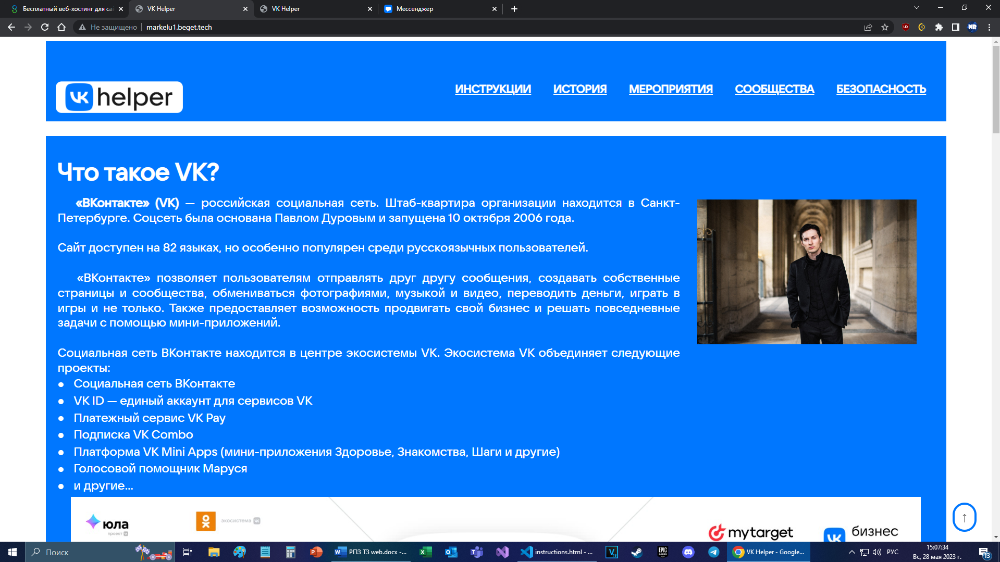 Бесплатный веб-хостинг для са
VK Helper
VK Helper
Мессенджер
Не защищено
markelu1.beget.tech
NR
helper
ИНСТРУКЦИИ
ИСТОРИЯ
МЕРОПРИЯТИЯ
СООБЩЕСТВА
БЕЗОПАСНОСТЬ
Что такое VK?
«ВКонтакте» (VK) — российская социальная сеть. Штаб-квартира организации находится в Санкт-
Петербурге. Соцсеть была основана Павлом Дуровым и запущена 10 октября 2006 года.
Сайт доступен на 82 языках, но особенно популярен среди русскоязычных пользователей.
«ВКонтакте» позволяет пользователям отправлять друг другу сообщения, создавать собственные
страницы и сообщества, обмениваться фотографиями, музыкой и видео, переводить деньги, играть в
игры и не только. Также предоставляет возможность продвигать свой бизнес и решать повседневные
задачи с помощью мини-приложений.
Социальная сеть ВКонтакте находится в центре экосистемы VK. Экосистема VK объединяет следующие
проекты:
● Социальная сеть ВКонтакте
● VK ID — единый аккаунт для сервисов VK
● Платежный сервис VK Pay
● Подписка VK Combo
● Платформа VK Mini Apps (мини-приложения Здоровье, Знакомства, Шаги и другие)
● Голосовой помощник Маруся
● и другие...
юла
проект
экосистема
mytarget
бизнес
↑
Поиск
РПЗ ТЗ web.docx -...
instructions.html - ...
EPIC GAMES
VK Helper - Google...
РУС
15:07:34
Вс, 28 мая 2023 г.
13